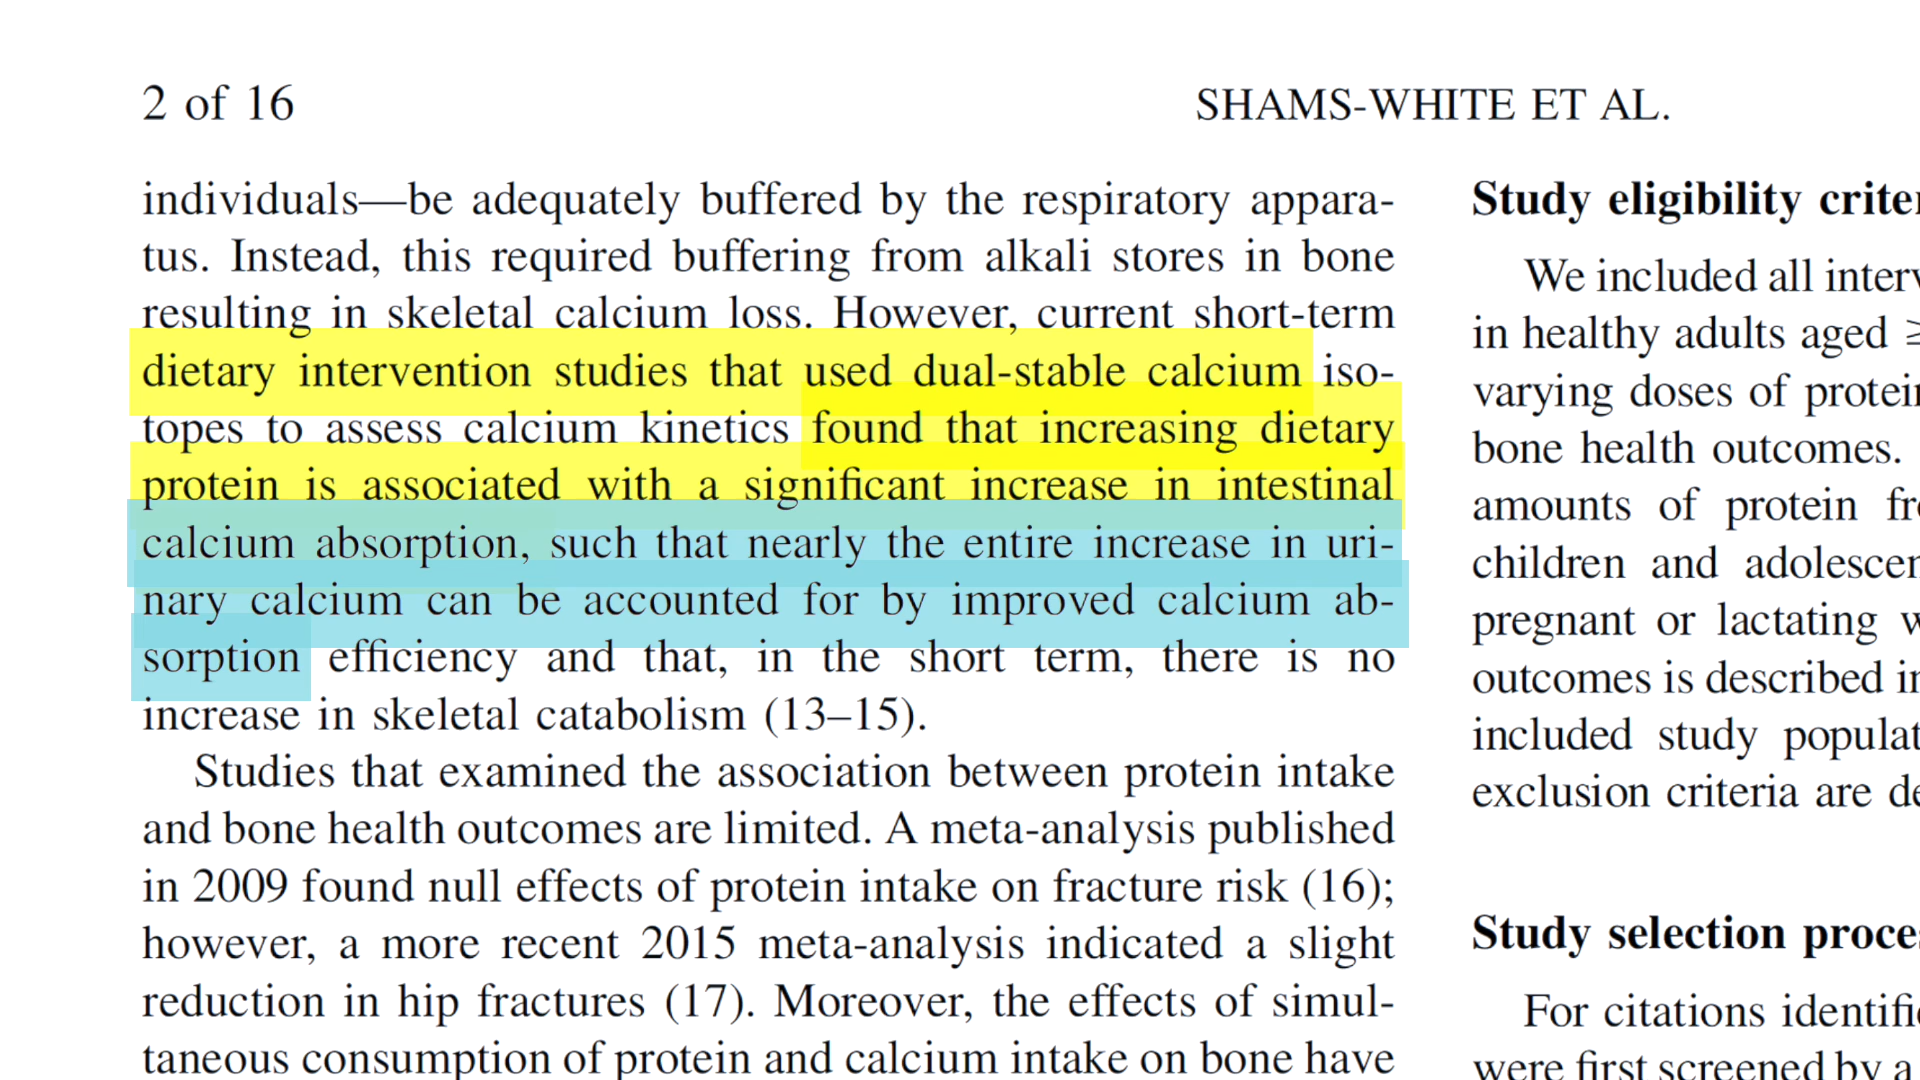 2 of 16
SHAMS-WHITE ET AL.
individuals—be adequately buffered by the respiratory appara-
tus. Instead, this required buffering from alkali stores in bone
resulting in skeletal calcium loss. However, current short-term
dietary intervention studies that used dual-stable calcium iso-
topes to assess calcium kinetics found that increasing dietary
protein is associated with a significant increase in intestinal
calcium absorption, such that nearly the entire increase in uri-
nary calcium can be accounted for by improved calcium ab-
sorption efficiency and that, in the short term, there is no
increase in skeletal catabolism (13–15).
Studies that examined the association between protein intake
and bone health outcomes are limited. A meta-analysis published
in 2009 found null effects of protein intake on fracture risk (16);
however, a more recent 2015 meta-analysis indicated a slight
reduction in hip fractures (17). Moreover, the effects of simul-
taneous consumption of protein and calcium intake on bone have
Study eligibility
We included all
in healthy adults aged ≥
varying doses of
bone health outcomes.
amounts of protein
children and
pregnant or lactating
outcomes is described
included study
exclusion criteria are
Study selection
For citations
were first screened by a